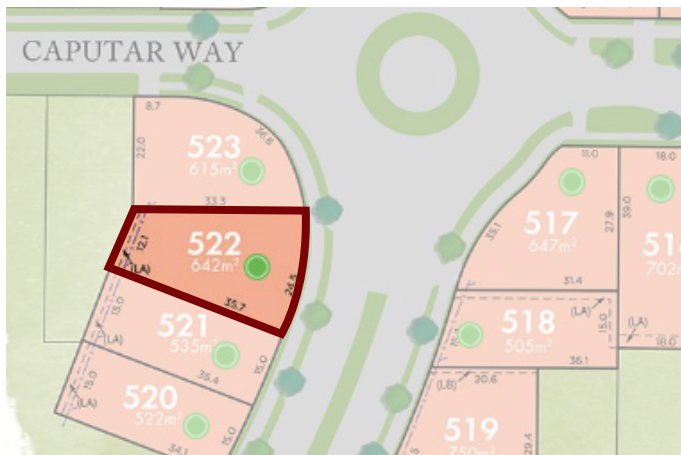 CAPUTAR WAY
8.7
36.6
22.0
523
615m²
33.3
12.1
522
642m²
(LA)
24.5
35.7
15.0
521
535m²
(LA)
15.0
35.4
15.0
520
522m²
(LA)
15.0
34.1
11.0
18.0
35.1
517
647m²
27.9
39.0
31.4
702m
(LA)
518
505m²
15.0
(LA)
18.0
36.1
(LB)
20.6
519
750m²
29.4